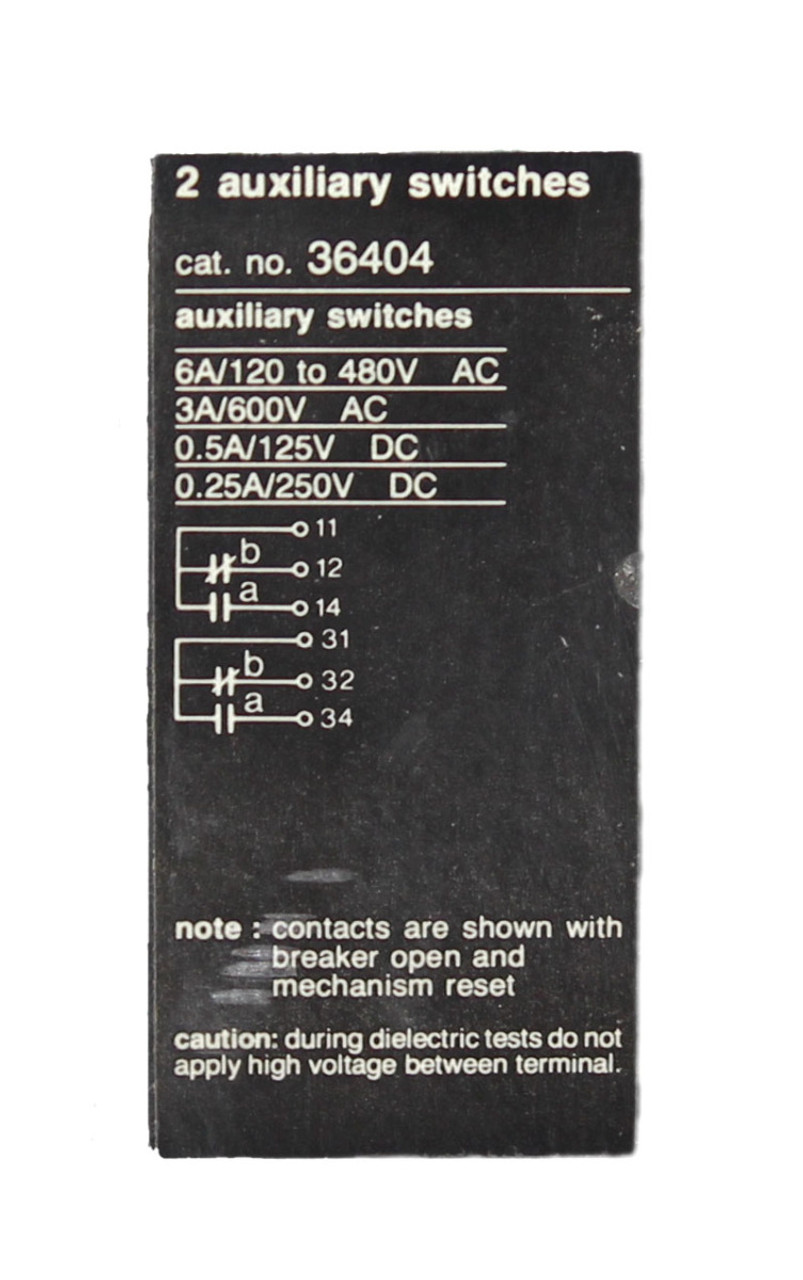 2 auxiliary switches
cat. no. 36404
auxiliary switches
6A/120 to 480V AC
3A/600V AC
0.5A/125V DC
0.25A/250V DC
11
b
12
a
14
31
b
32
a
34
note : contacts are shown with
breaker open and
mechanism reset
caution: during dielectric tests do not
apply high voltage between terminal.